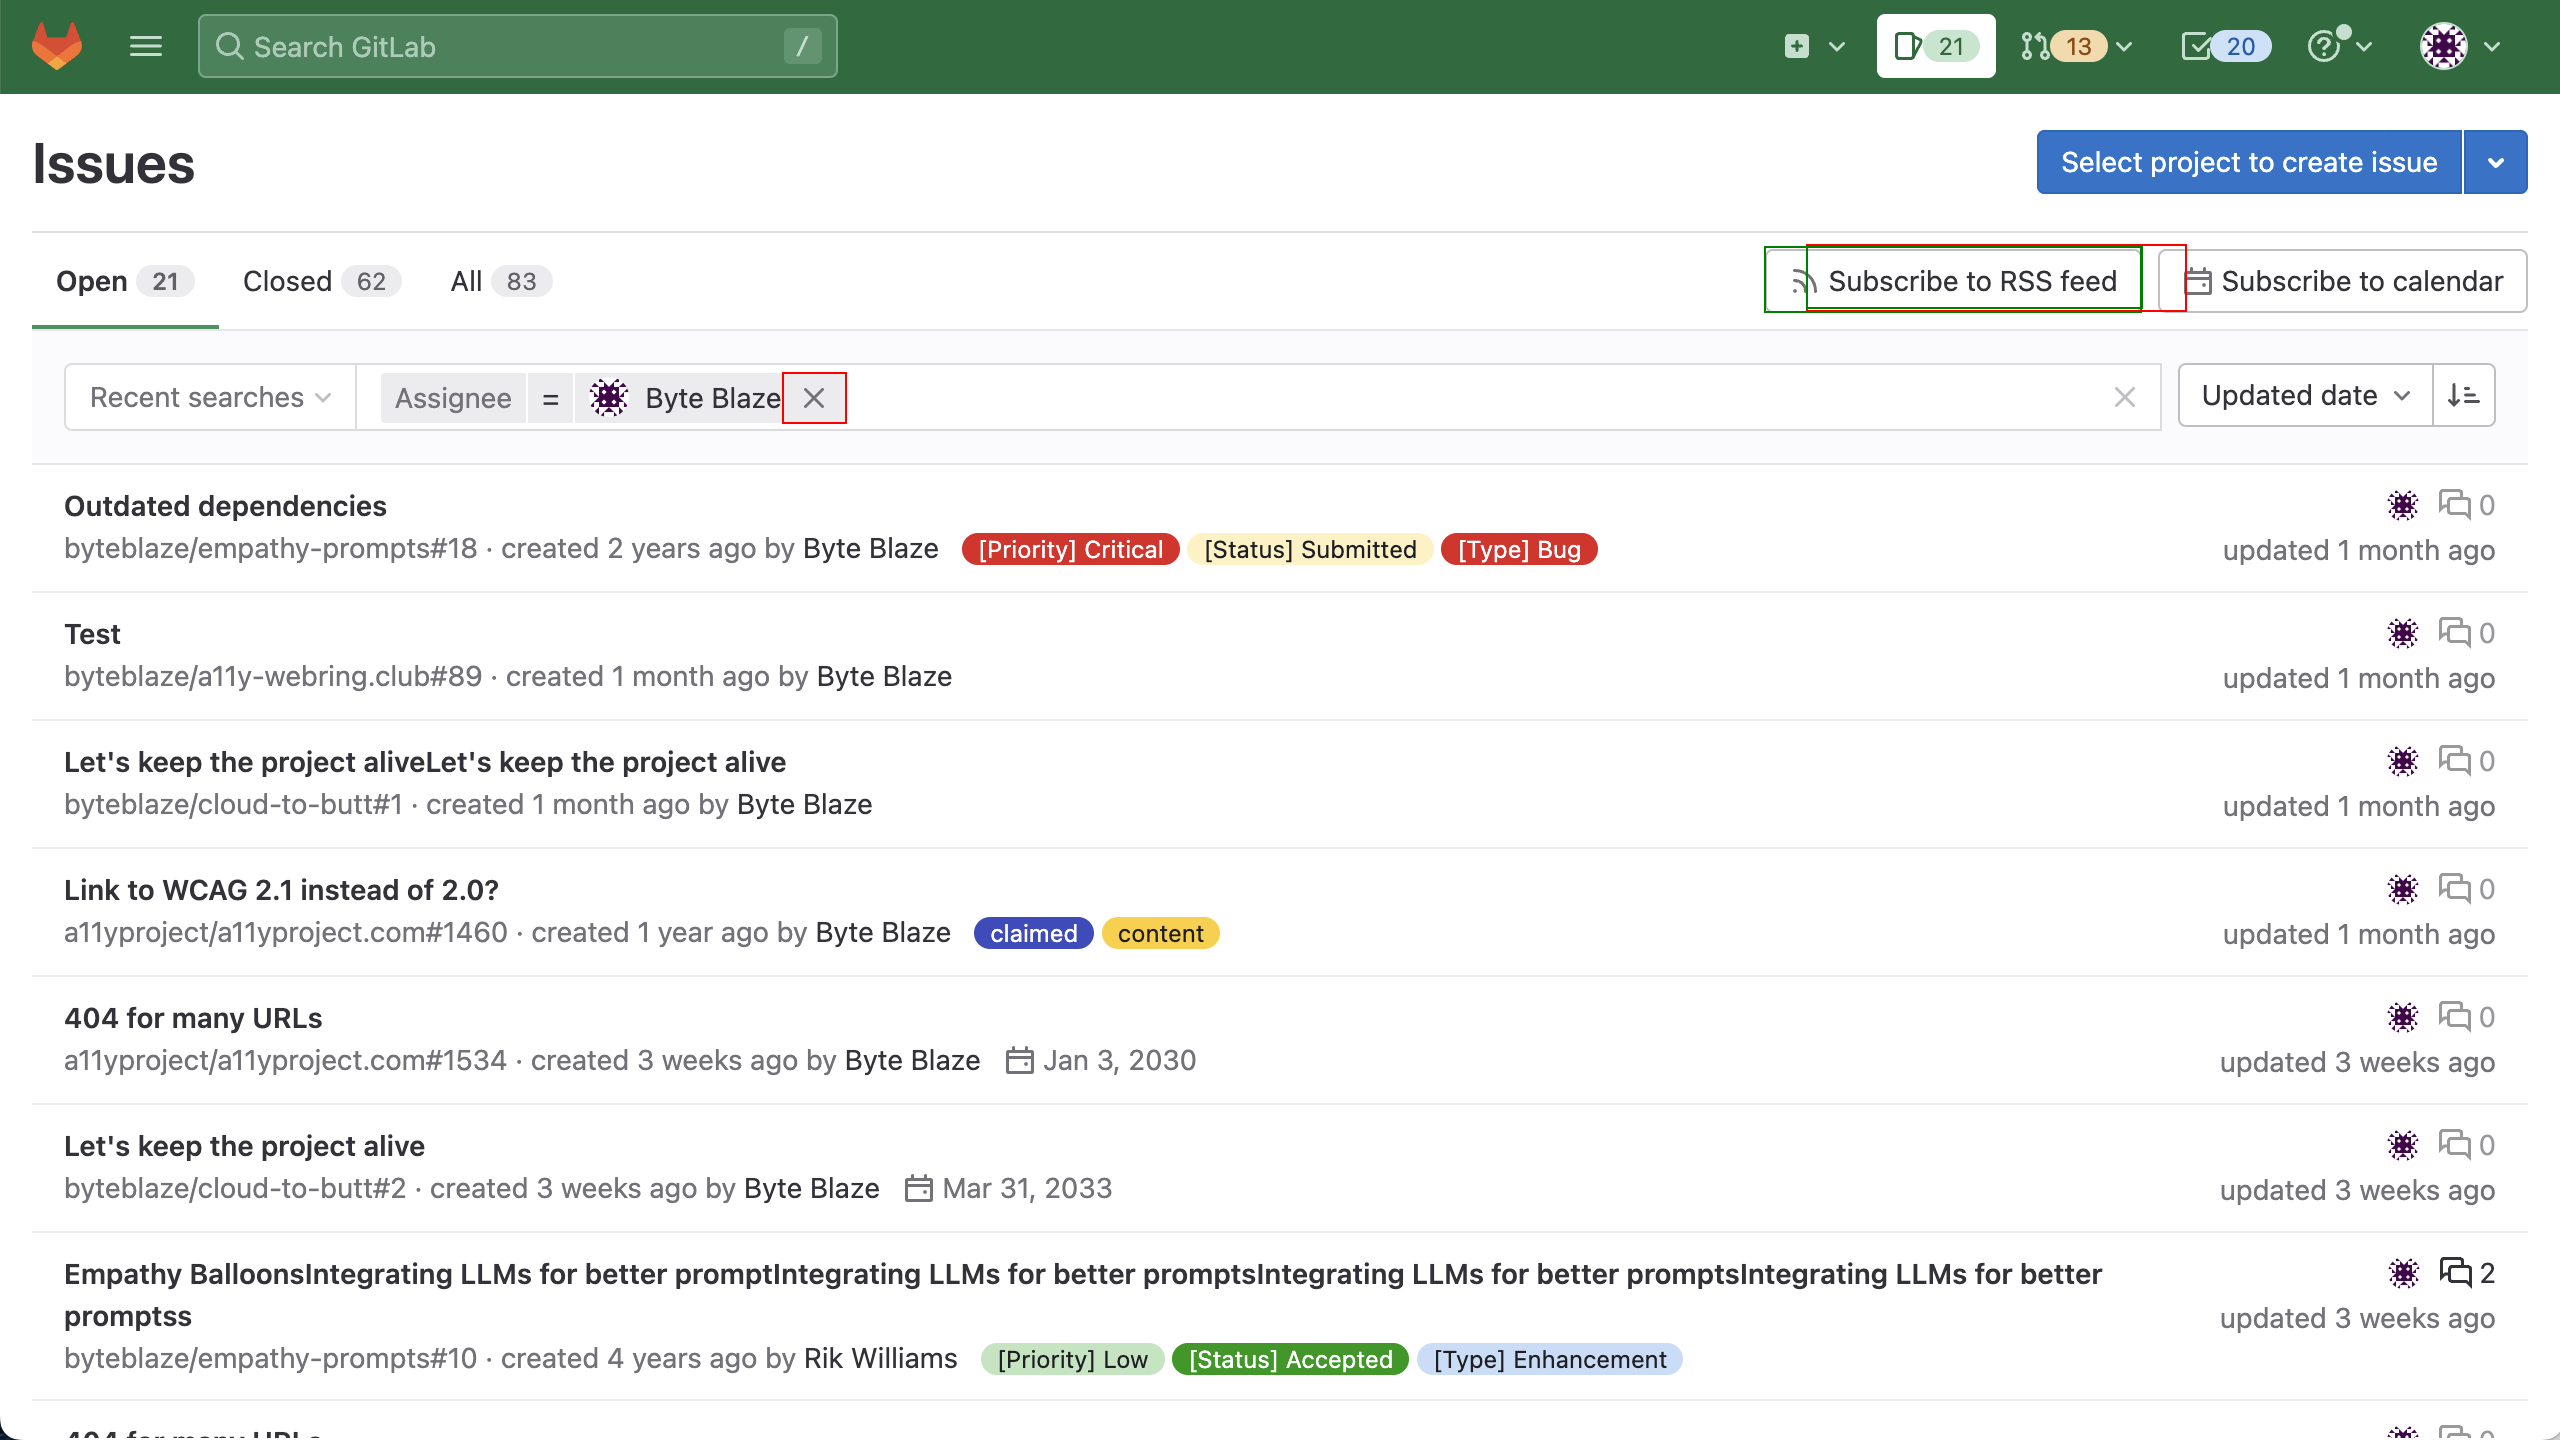 Search GitLab /
21
13
20
Issues
Select project to create issue
Open 21
Closed 62
All 83
Subscribe to RSS feed
Subscribe to calendar
Recent searches
Assignee = Byte Blaze
Updated date
Outdated dependencies
0
byteblaze/empathy-prompts#18 · created 2 years ago by Byte Blaze [Priority] Critical [Status] Submitted [Type] Bug
updated 1 month ago
Test
0
byteblaze/a11y-webring.club#89 · created 1 month ago by Byte Blaze
updated 1 month ago
Let's keep the project aliveLet's keep the project alive
0
byteblaze/cloud-to-butt#1 · created 1 month ago by Byte Blaze
updated 1 month ago
Link to WCAG 2.1 instead of 2.0?
0
a11yproject/a11yproject.com#1460 · created 1 year ago by Byte Blaze claimed content
updated 1 month ago
404 for many URLs
0
a11yproject/a11yproject.com#1534 · created 3 weeks ago by Byte Blaze Jan 3, 2030
updated 3 weeks ago
Let's keep the project alive
0
byteblaze/cloud-to-butt#2 · created 3 weeks ago by Byte Blaze Mar 31, 2033
updated 3 weeks ago
Empathy BalloonsIntegrating LLMs for better promptIntegrating LLMs for better promptsIntegrating LLMs for better promptsIntegrating LLMs for better
promptss
2
updated 3 weeks ago
byteblaze/empathy-prompts#10 · created 4 years ago by Rik Williams [Priority] Low [Status] Accepted [Type] Enhancement
404 for many URLs
0